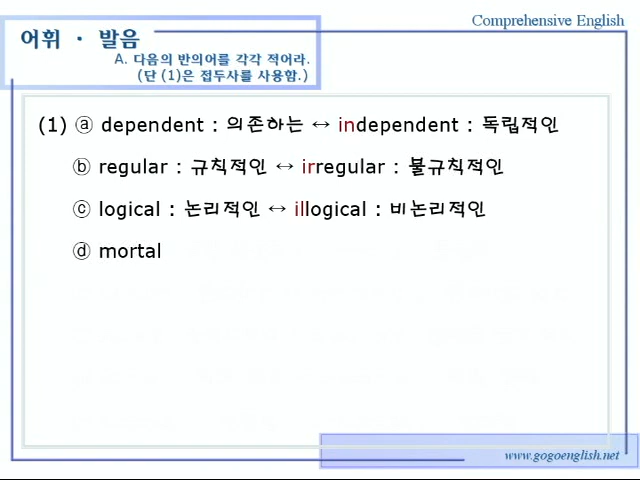 Comprehensive English
어휘 · 발음
A. 다음의 반의어를 각각 적어라.
(단 (1)은 접두사를 사용함.)
(1) ⓐ dependent : 의존하는 ↔ independent : 독립적인
ⓑ regular : 규칙적인 ↔ irregular : 불규칙적인
ⓒ logical : 논리적인 ↔ illogical : 비논리적인
ⓓ mortal
www.gogoenglish.net